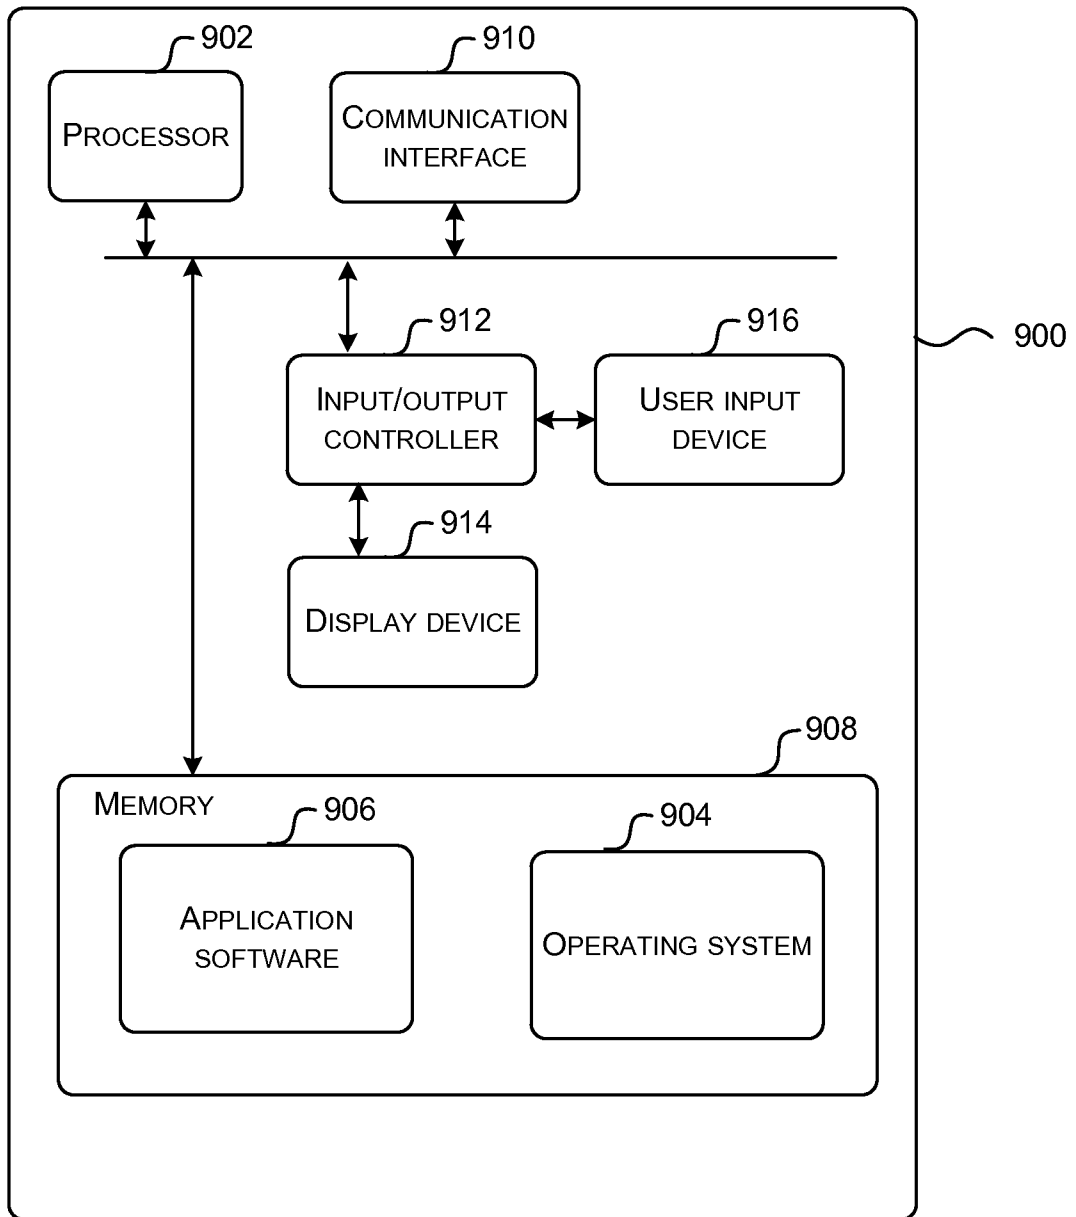 902
PROCESSOR
910
COMMUNICATION
INTERFACE
912
INPUT/OUTPUT
CONTROLLER
916
USER INPUT
DEVICE
900
914
DISPLAY DEVICE
908
MEMORY
906
APPLICATION
SOFTWARE
904
OPERATING SYSTEM